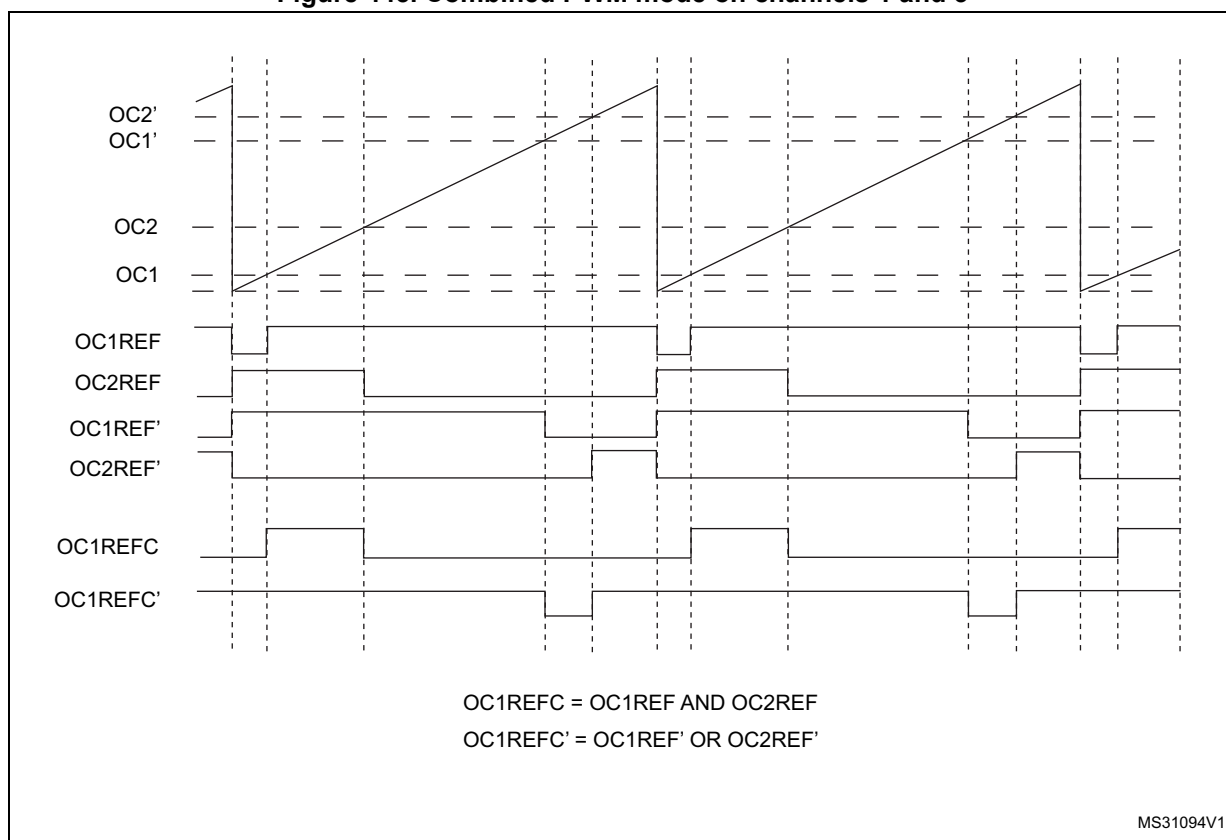 OC2’
OC1’
OC2
OC1
OC1REF
OC2REF
OC1REF’
OC2REF’
OC1REFC
OC1REFC’
OC1REFC = OC1REF AND OC2REF
OC1REFC’ = OC1REF’ OR OC2REF’
MS31094V1